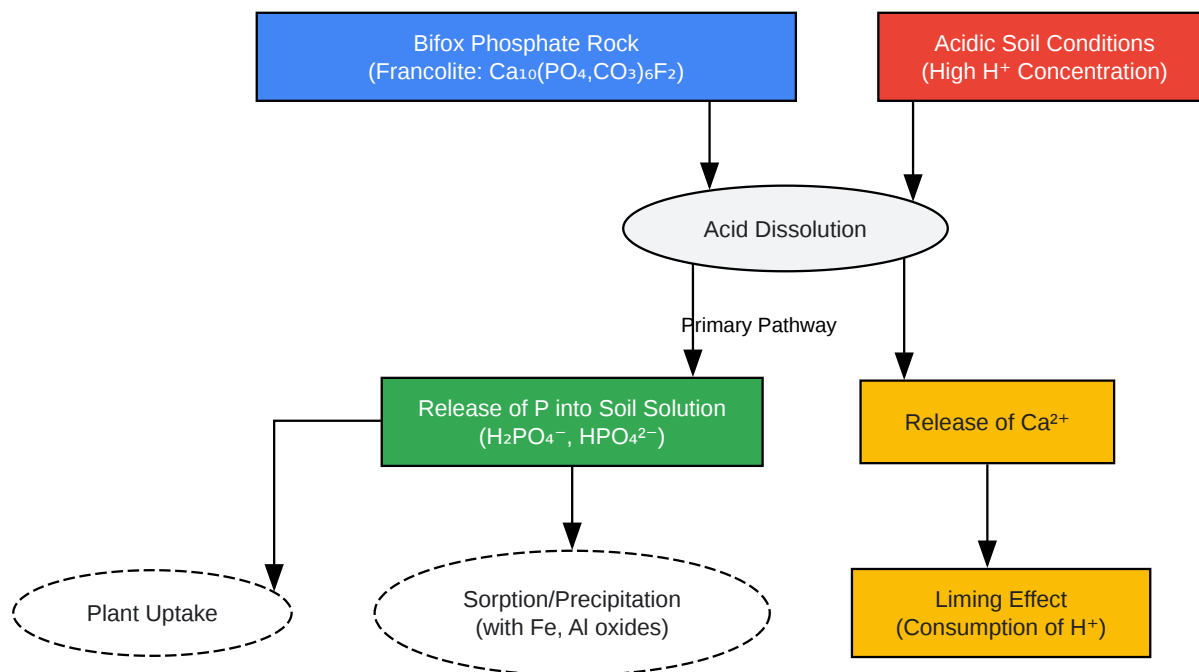 Bifox Phosphate Rock
(Francolite: Ca₁₀(PO₄,CO₃)₆F₂)
Acidic Soil Conditions
(High H⁺ Concentration)
Acid Dissolution
Primary Pathway
Release of P into Soil Solution
(H₂PO₄⁻, HPO₄²⁻)
Release of Ca²⁺
Plant Uptake
Sorption/Precipitation
(with Fe, Al oxides)
Liming Effect
(Consumption of H⁺)